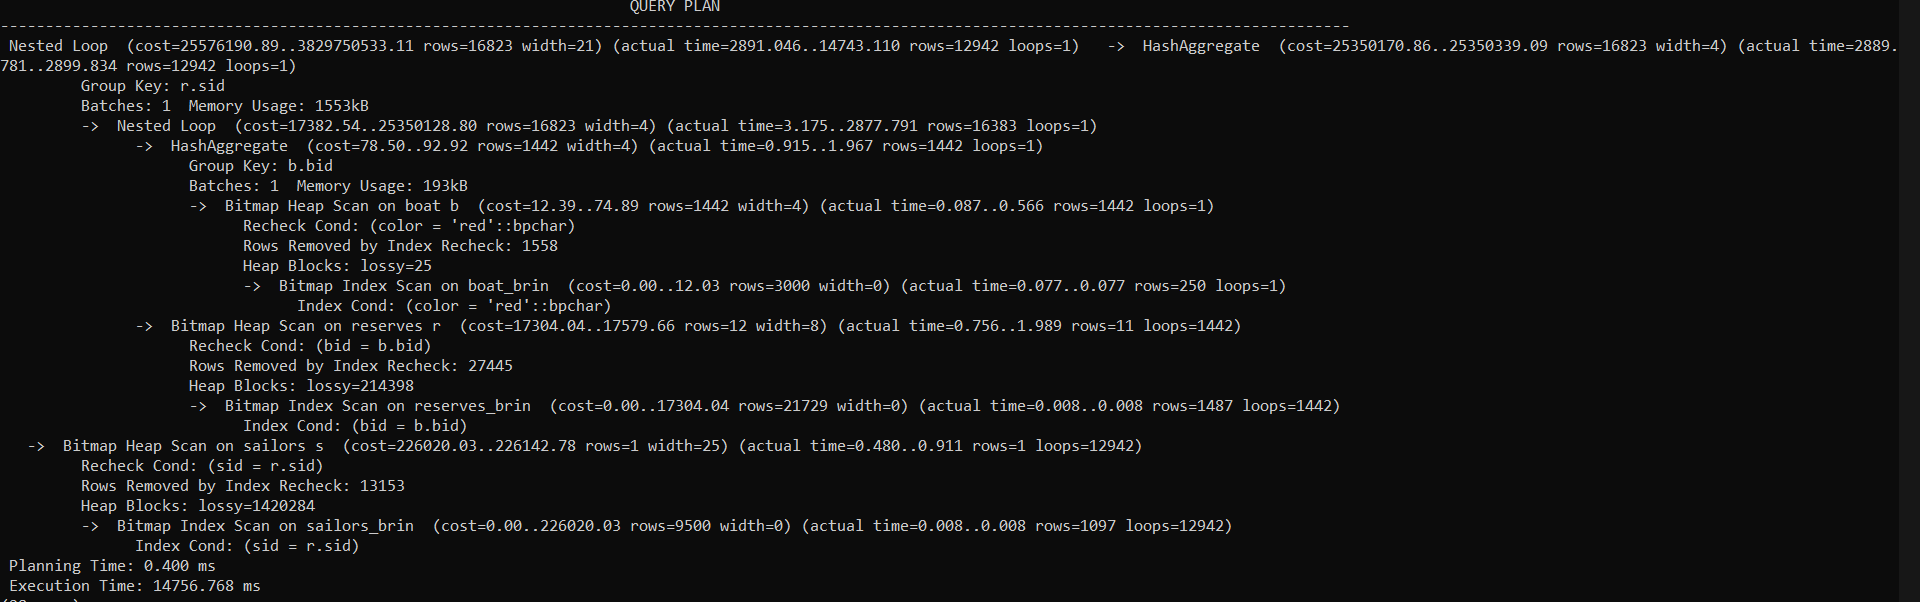 QUERY PLAN
------------------------------------------------------------------------------------------------------------------------------------------------------
Nested Loop  (cost=25576190.89..3829750533.11 rows=16823 width=21) (actual time=2891.046..14743.110 rows=12942 loops=1)   ->  HashAggregate  (cost=25350170.86..25350339.09 rows=16823 width=4) (actual time=2889.
781..2899.834 rows=12942 loops=1)
Group Key: r.sid
Batches: 1  Memory Usage: 1553kB
->  Nested Loop  (cost=17382.54..25350128.80 rows=16823 width=4) (actual time=3.175..2877.791 rows=16383 loops=1)
->  HashAggregate  (cost=78.50..92.92 rows=1442 width=4) (actual time=0.915..1.967 rows=1442 loops=1)
Group Key: b.bid
Batches: 1  Memory Usage: 193kB
->  Bitmap Heap Scan on boat b  (cost=12.39..74.89 rows=1442 width=4) (actual time=0.087..0.566 rows=1442 loops=1)
Recheck Cond: (color = 'red'::bpchar)
Rows Removed by Index Recheck: 1558
Heap Blocks: lossy=25
->  Bitmap Index Scan on boat_brin  (cost=0.00..12.03 rows=3000 width=0) (actual time=0.077..0.077 rows=250 loops=1)
Index Cond: (color = 'red'::bpchar)
->  Bitmap Heap Scan on reserves r  (cost=17304.04..17579.66 rows=12 width=8) (actual time=0.756..1.989 rows=11 loops=1442)
Recheck Cond: (bid = b.bid)
Rows Removed by Index Recheck: 27445
Heap Blocks: lossy=214398
->  Bitmap Index Scan on reserves_brin  (cost=0.00..17304.04 rows=21729 width=0) (actual time=0.008..0.008 rows=1487 loops=1442)
Index Cond: (bid = b.bid)
->  Bitmap Heap Scan on sailors s  (cost=226020.03..226142.78 rows=1 width=25) (actual time=0.480..0.911 rows=1 loops=12942)
Recheck Cond: (sid = r.sid)
Rows Removed by Index Recheck: 13153
Heap Blocks: lossy=1420284
->  Bitmap Index Scan on sailors_brin  (cost=0.00..226020.03 rows=9500 width=0) (actual time=0.008..0.008 rows=1097 loops=12942)
Index Cond: (sid = r.sid)
Planning Time: 0.400 ms
Execution Time: 14756.768 ms